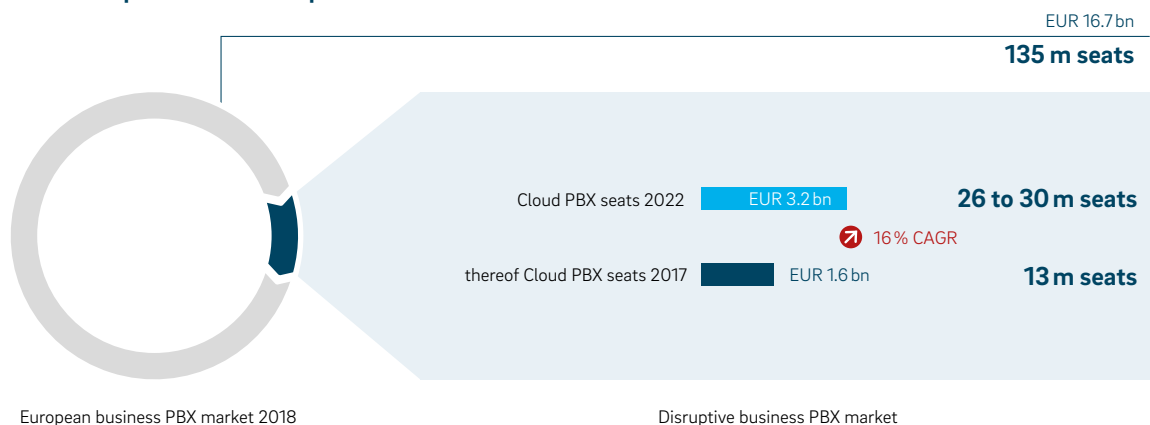 EUR 16.7 bn
135 m seats
Cloud PBX seats 2022 EUR 3.2 bn 26 to 30 m seats
16 % CAGR
thereof Cloud PBX seats 2017 EUR 1.6 bn 13 m seats
European business PBX market 2018 Disruptive business PBX market